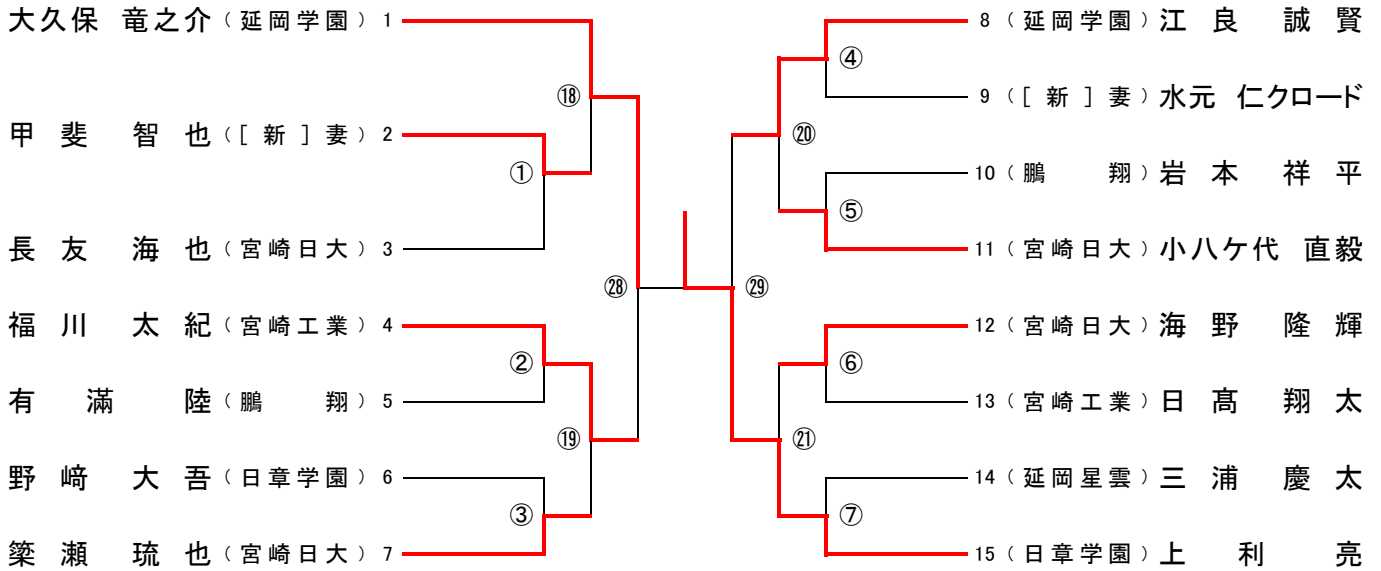 大久保 竜之介 （ 延岡学園 ） 1
甲斐 智也 （ [ 新 ] 妻 ） 2
長友 海也 （ 宮崎日大 ） 3
福川 太紀 （ 宮崎工業 ） 4
有満 陸 （ 鵬 翔 ） 5
野﨑 大吾 （ 日章学園 ） 6
簗瀬 琉也 （ 宮崎日大 ） 7
①
②
③
⑱
⑲
㉘
㉙
⑳
㉑
④
⑤
⑥
⑦
8 （ 延岡学園 ） 江良 誠賢
9 （ [ 新 ] 妻 ） 水元 仁クロード
10 （ 鵬 翔 ） 岩本 祥平
11 （ 宮崎日大 ） 小八ケ代 直毅
12 （ 宮崎日大 ） 海野 隆輝
13 （ 宮崎工業 ） 日髙 翔太
14 （ 延岡星雲 ） 三浦 慶太
15 （ 日章学園 ） 上利 亮